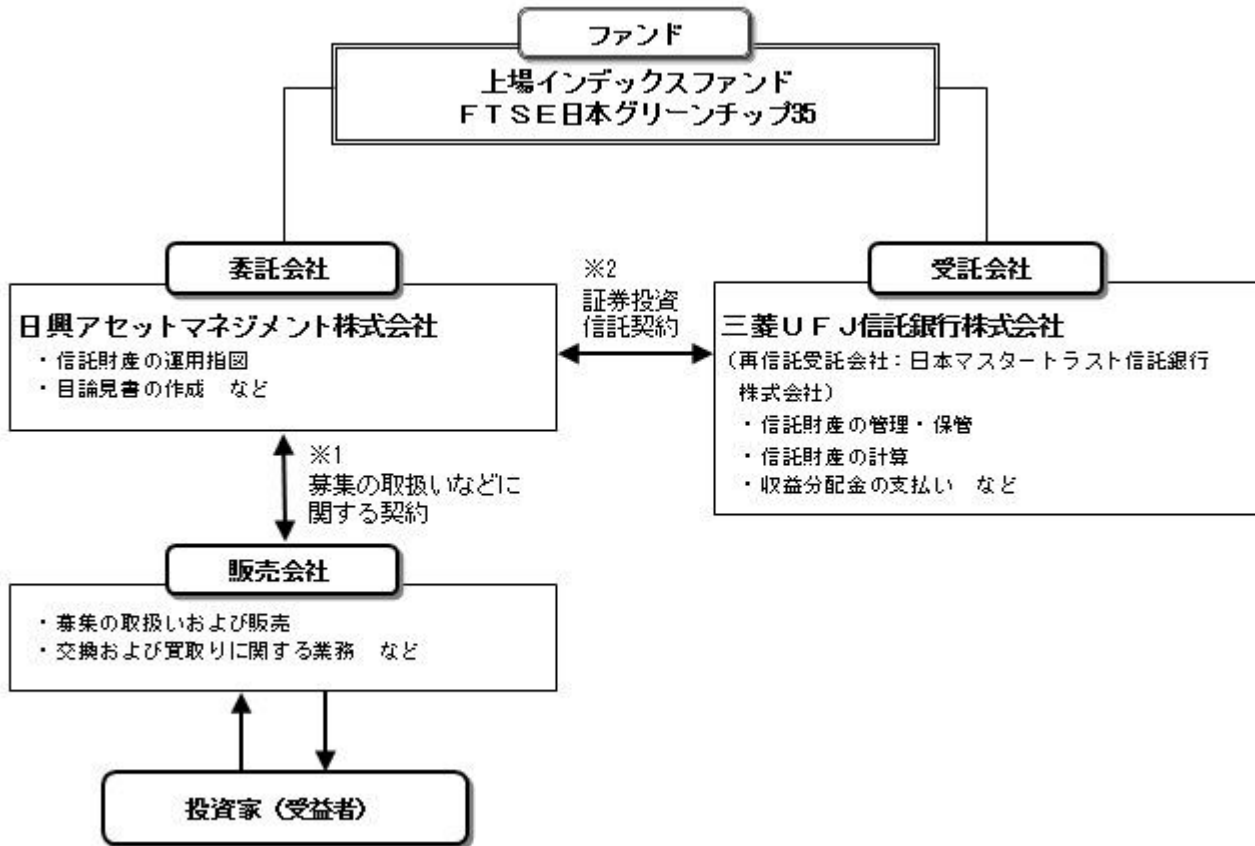 ファンド
上場インデックスファンド
ＦＴＳＥ日本グリーンチップ35
委託会社
日興アセットマネジメント株式会社
・信託財産の運用指図
・目論見書の作成　など
※2
証券投資
信託契約
受託会社
三菱ＵＦＪ信託銀行株式会社
（再信託受託会社：日本マスタートラスト信託銀行
株式会社）
・信託財産の管理・保管
・信託財産の計算
・収益分配金の支払い　など
※1
募集の取扱いなどに
関する契約
販売会社
・募集の取扱いおよび販売
・交換および買取りに関する業務　など
投資家（受益者）